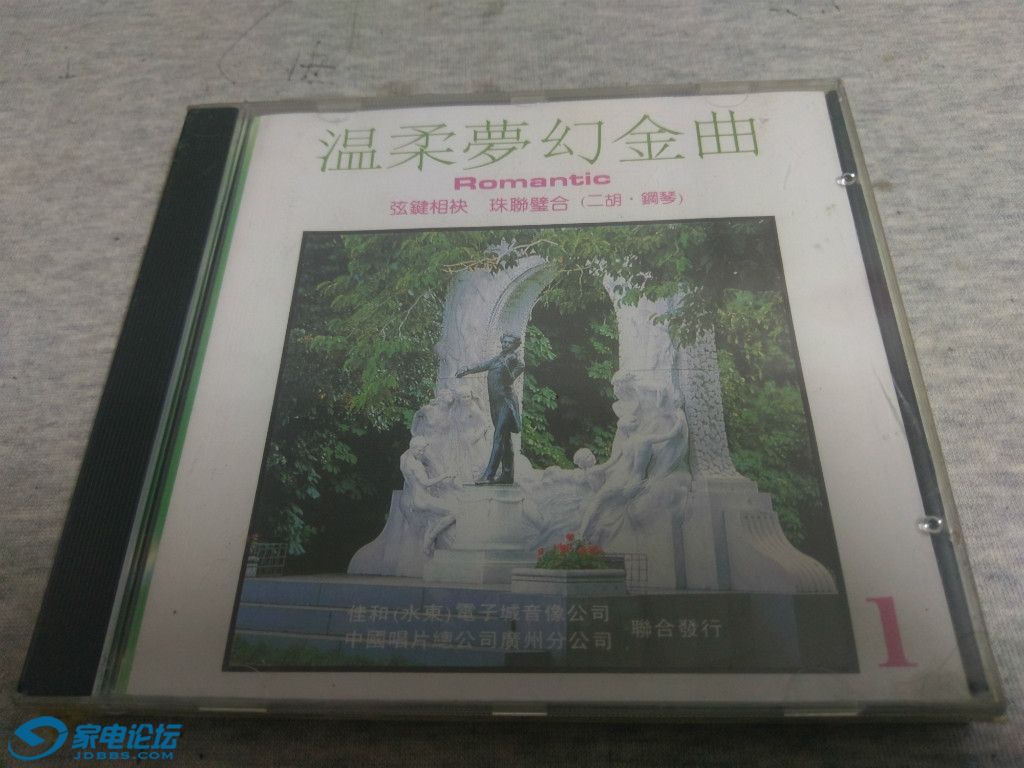 温柔夢幻金曲
Romantic
弦鍵相袂 珠聯璧合 (二胡·鋼琴)
佳和(水東)電子城音像公司
中國唱片總公司廣州分公司
聯合發行
1
家电论坛
JDBBS.COM